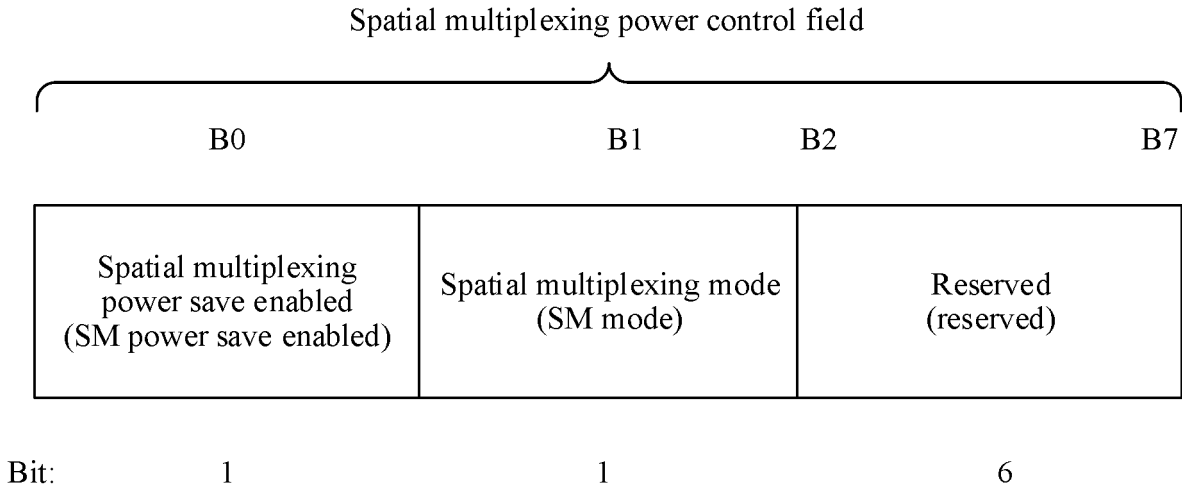 Spatial multiplexing power control field
B0 B1 B2 B7
Spatial multiplexing
power save enabled
(SM power save enabled)
Spatial multiplexing mode
(SM mode)
Reserved
(reserved)
Bit: 1 1 6